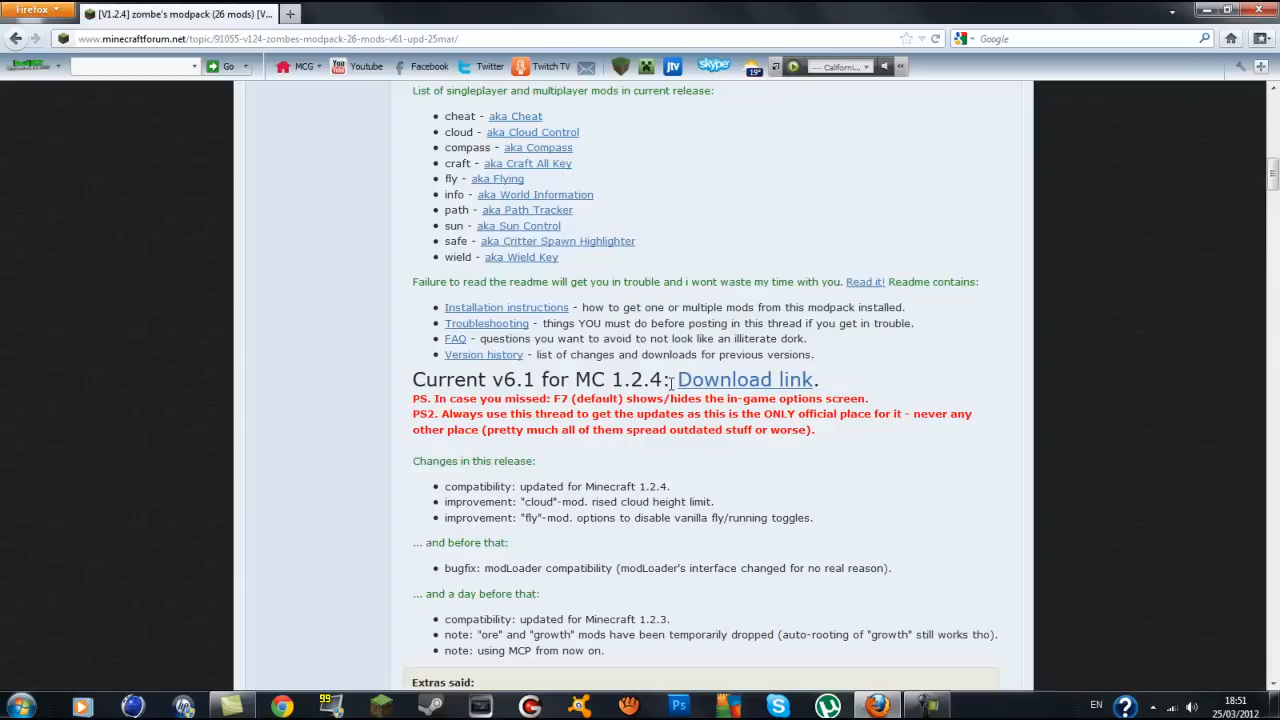 Firefox
[V1.2.4] zombe's modpack (26 mods) [V...
www.minecraftforum.net/topic/91055-v124-zombes-modpack-26-mods-v61-upd-25mar/
Google
Go
MCG
Youtube
Facebook
Twitter
Twitch TV
jtv
skype
19°
---- Californi...
List of singleplayer and multiplayer mods in current release:
cheat - aka Cheat
cloud - aka Cloud Control
compass - aka Compass
craft - aka Craft All Key
fly - aka Flying
info - aka World Information
path - aka Path Tracker
sun - aka Sun Control
safe - aka Critter Spawn Highlighter
wield - aka Wield Key
Failure to read the readme will get you in trouble and i wont waste my time with you. Read it! Readme contains:
Installation instructions - how to get one or multiple mods from this modpack installed.
Troubleshooting - things YOU must do before posting in this thread if you get in trouble.
FAQ - questions you want to avoid to not look like an illiterate dork.
Version history - list of changes and downloads for previous versions.
Current v6.1 for MC 1.2.4: Download link.
PS. In case you missed: F7 (default) shows/hides the in-game options screen.
PS2. Always use this thread to get the updates as this is the ONLY official place for it - never any
other place (pretty much all of them spread outdated stuff or worse).
Changes in this release:
compatibility: updated for Minecraft 1.2.4.
improvement: "cloud"-mod. rised cloud height limit.
improvement: "fly"-mod. options to disable vanilla fly/running toggles.
... and before that:
bugfix: modLoader compatibility (modLoader's interface changed for no real reason).
... and a day before that:
compatibility: updated for Minecraft 1.2.3.
note: "ore" and "growth" mods have been temporarily dropped (auto-rooting of "growth" still works tho).
note: using MCP from now on.
Extras said:
99
Ps
EN
18:51
25/03/2012